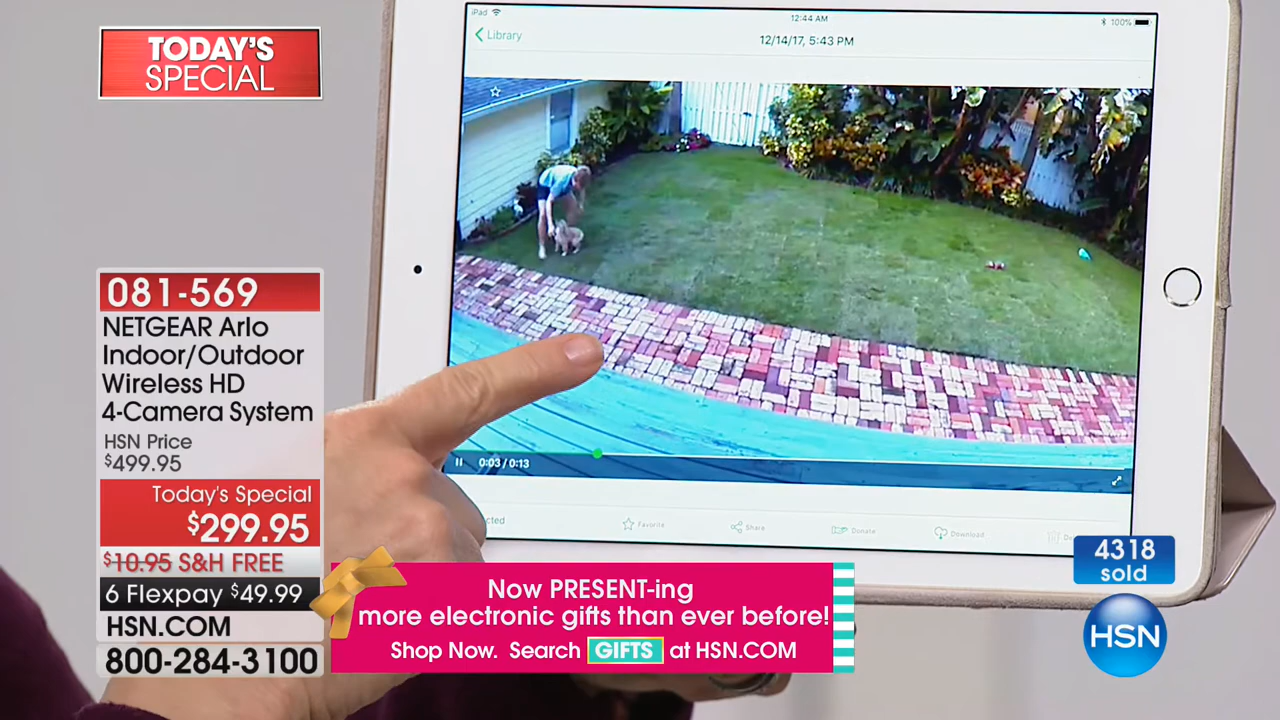 TODAY'S
SPECIAL
iPad
12:44 AM
100%
Library
12/14/17, 5:43 PM
081-569
NETGEAR Arlo
Indoor/Outdoor
Wireless HD
4-Camera System
HSN Price
$499.95
Today's Special
$299.95
$10.95 S&H FREE
6 Flexpay $49.99
HSN.COM
800-284-3100
0:03 / 0:13
Favorite
Share
Donate
Download
Now PRESENT-ing
more electronic gifts than ever before!
Shop Now. Search GIFTS at HSN.COM
4318
sold
HSN